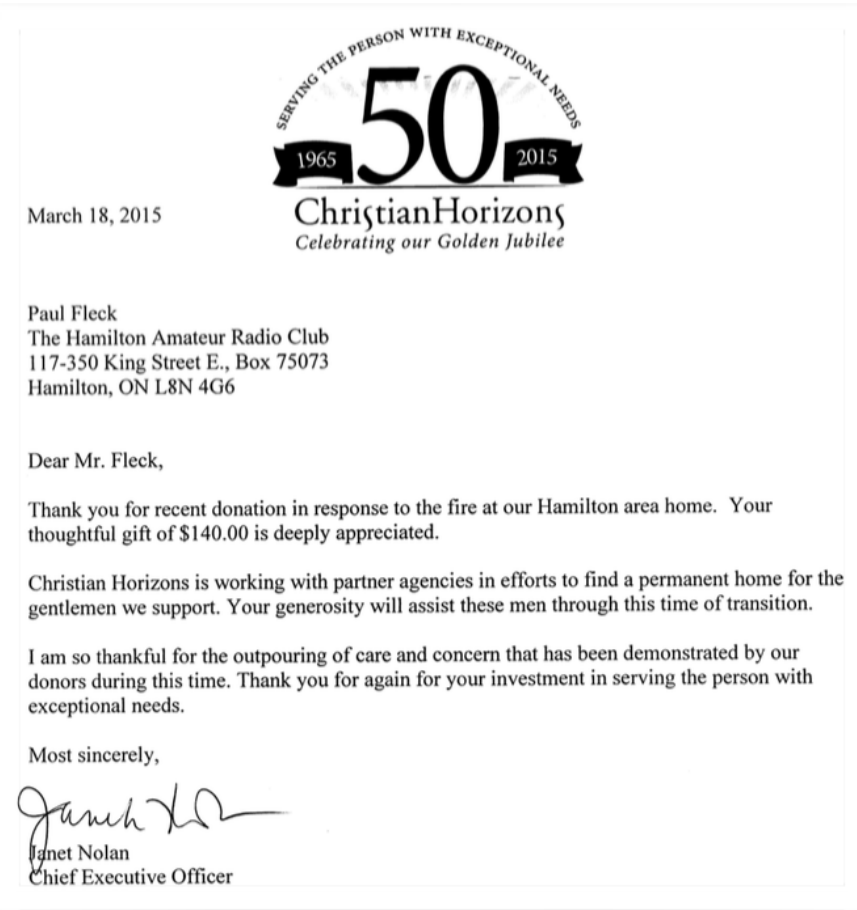 SERVING THE PERSON WITH EXCEPTIONAL NEEDS
50
1965
2015
ChristianHorizons
Celebrating our Golden Jubilee
March 18, 2015
Paul Fleck
The Hamilton Amateur Radio Club
117-350 King Street E., Box 75073
Hamilton, ON L8N 4G6
Dear Mr. Fleck,
Thank you for recent donation in response to the fire at our Hamilton area home.  Your
thoughtful gift of $140.00 is deeply appreciated.
Christian Horizons is working with partner agencies in efforts to find a permanent home for the
gentlemen we support. Your generosity will assist these men through this time of transition.
I am so thankful for the outpouring of care and concern that has been demonstrated by our
donors during this time. Thank you for again for your investment in serving the person with
exceptional needs.
Most sincerely,
Janet Nolan
Chief Executive Officer